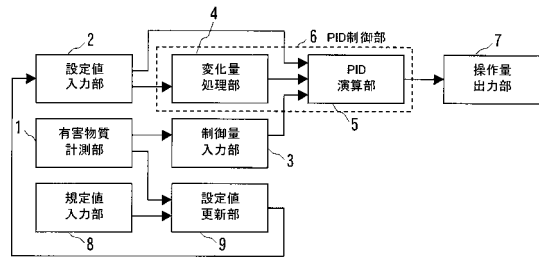 6 PID制御部
2
4
7
設定値
入力部
変化量
処理部
PID
演算部
操作量
出力部
5
1
有害物質
計測部
制御量
入力部
3
規定値
入力部
設定値
更新部
8
9